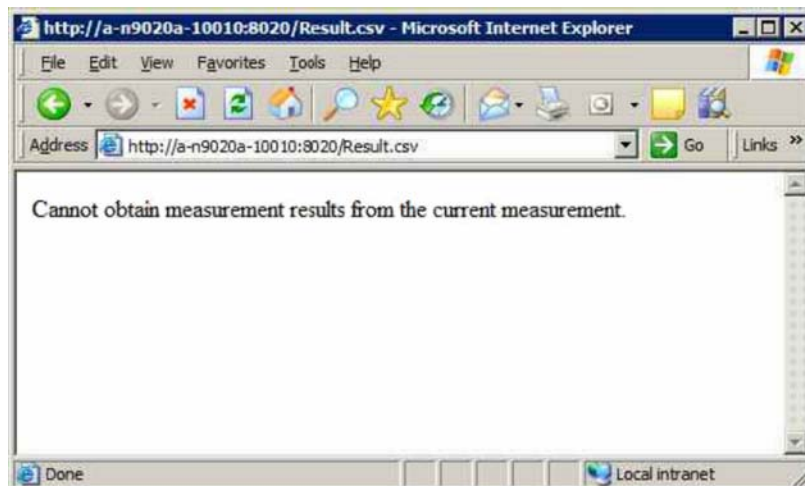 http://a-n9020a-10010:8020/Result.csv - Microsoft Internet Explorer
File Edit View Favorites Tools Help
Address http://a-n9020a-10010:8020/Result.csv Go Links »
Cannot obtain measurement results from the current measurement.
Done Local intranet